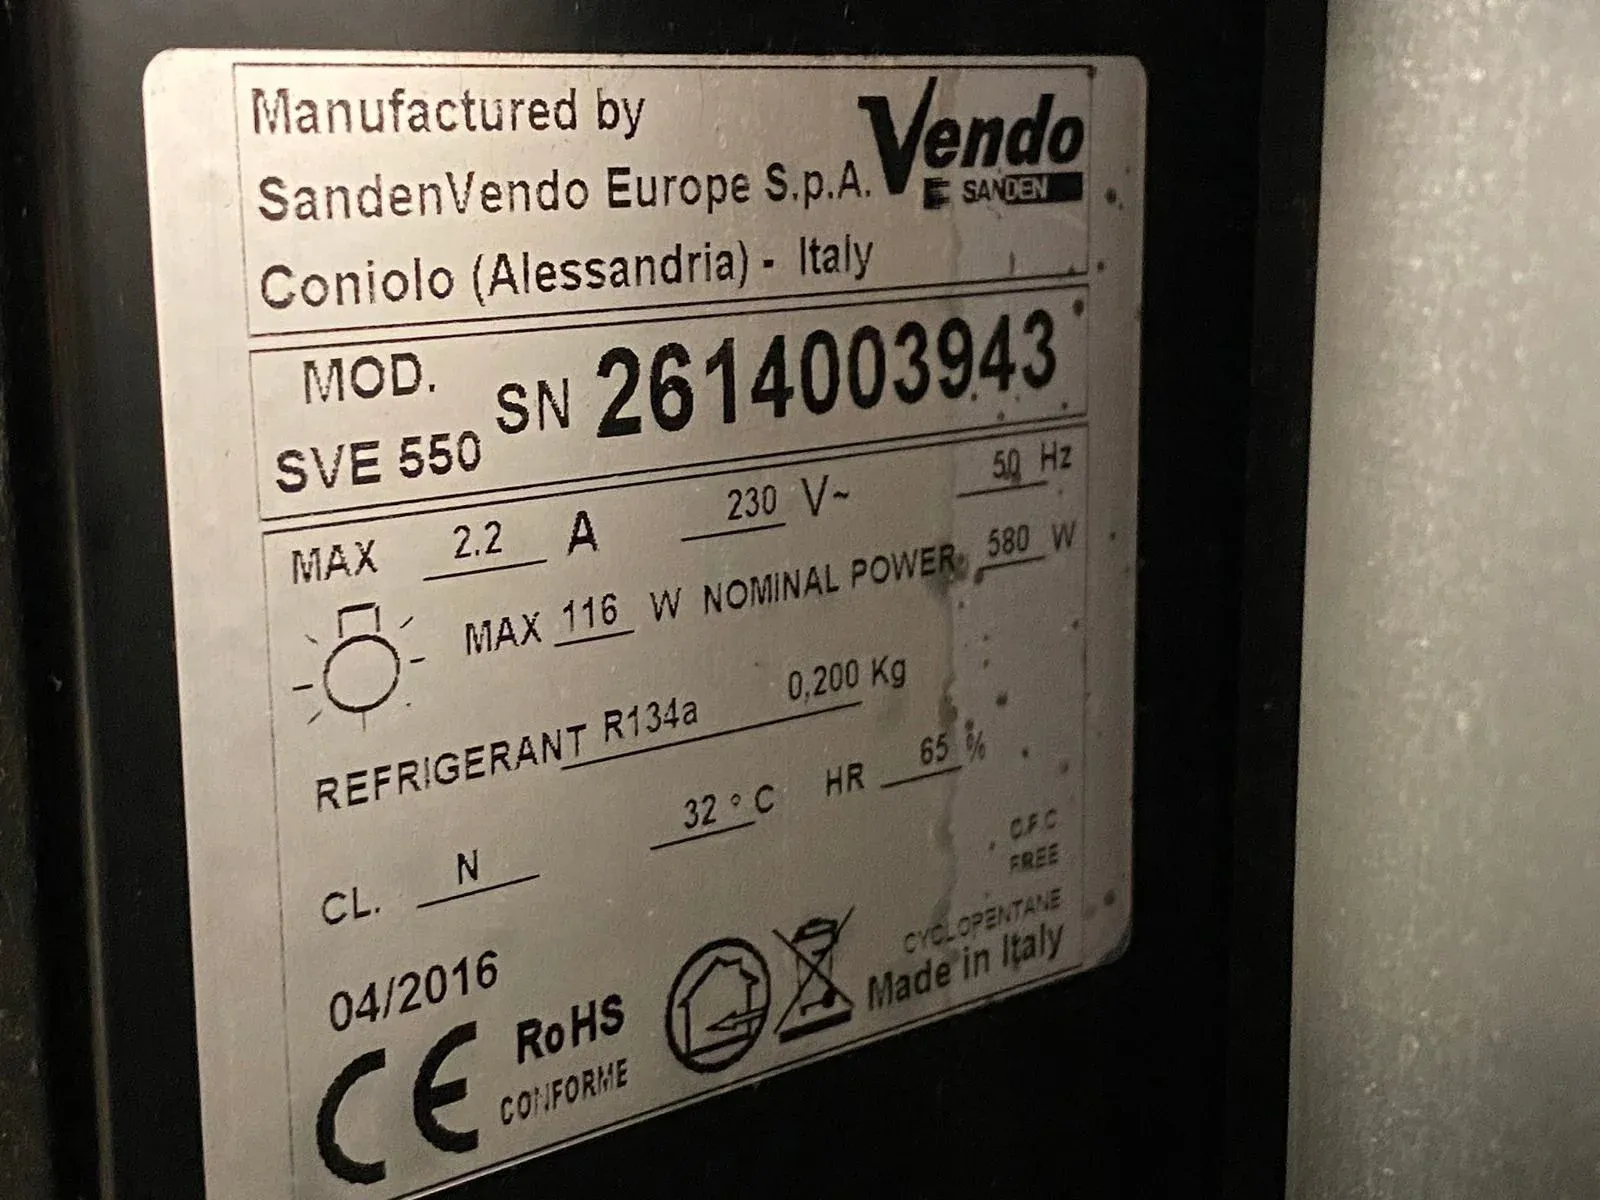 Manufactured by
Vendo
SANDEN
SandenVendo Europe S.p.A.
Coniolo (Alessandria) - Italy
MOD.
SVE 550
SN 2614003943
MAX 2.2 A 230 V~ 50 Hz
MAX 116 W NOMINAL POWER 580 W
REFRIGERANT R134a 0,200 Kg
CL. N 32 °C HR 65 %
C.F.C
FREE
CYCLOPENTANE
04/2016
CE RoHS
CONFORME
Made in Italy